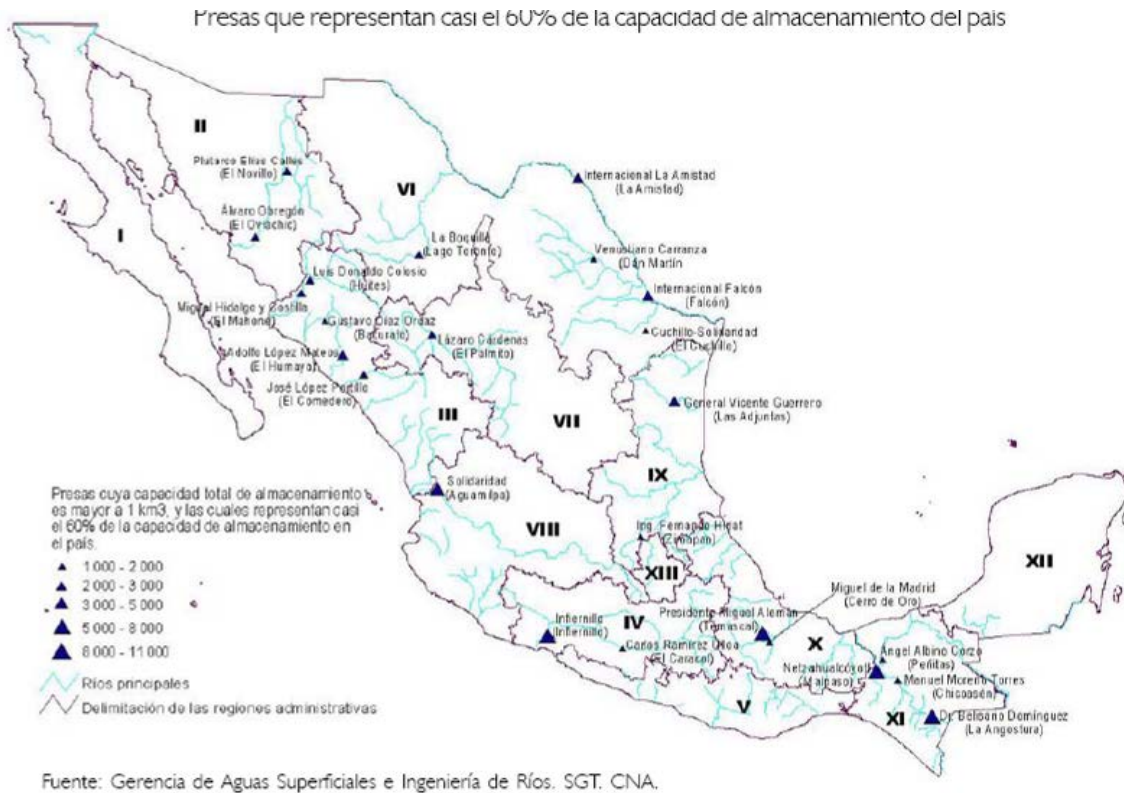 Presas que representan casi el 60% de la capacidad de almacenamiento del país
II
Plutarco Elías Calles
(El Novillo)
VI
Internacional La Amistad
(La Amistad)
Álvaro Obregón
(El Oviachic)
I
La Boquilla
(Lago Toronto)
Venustiano Carranza
(Don Martín
Luis Donaldo Colosio
(Huites)
Internacional Falcón
(Falcón)
Miguel Hidalgo y Costilla
(El Mahone)
Gustavo Díaz Ordaz
(Bacurato)
Cuchillo-Solidaridad
(El Cuchillo)
Lázaro Cárdenas
(El Palmito)
Adolfo López Mateos
(El Humaya)
José López Portillo
(El Comedero)
General Vicente Guerrero
(Las Adjuntas)
III
VII
IX
Solidaridad
(Aguamilpa)
Presas cuya capacidad total de almacenamiento
es mayor a 1 km3, y las cuales representan casi
el 60% de la capacidad de almacenamiento en
el país.
VIII
Ing. Fernando Hiriat
(Zimapan)
XII
1 000 - 2 000
2 000 - 3 000
3 000 - 5 000
5 000 - 8 000
8 000 - 11 000
XIII
Miguel de la Madrid
(Cerro de Oro)
Infiernillo
(Infiernillo)
IV
Presidente Miguel Alemán
(Temascal)
X
Carlos Ramírez Ulloa
(El Caracol)
Ángel Albino Corzo
(Peñitas)
Netzahualcóyotl
(Malpaso)
Manuel Moreno Torres
(Chicoasén)
V
XI
Dr. Belisario Domínguez
(La Angostura)
Ríos principales
Delimitación de las regiones administrativas
Fuente: Gerencia de Aguas Superficiales e Ingeniería de Ríos. SGT. CNA.